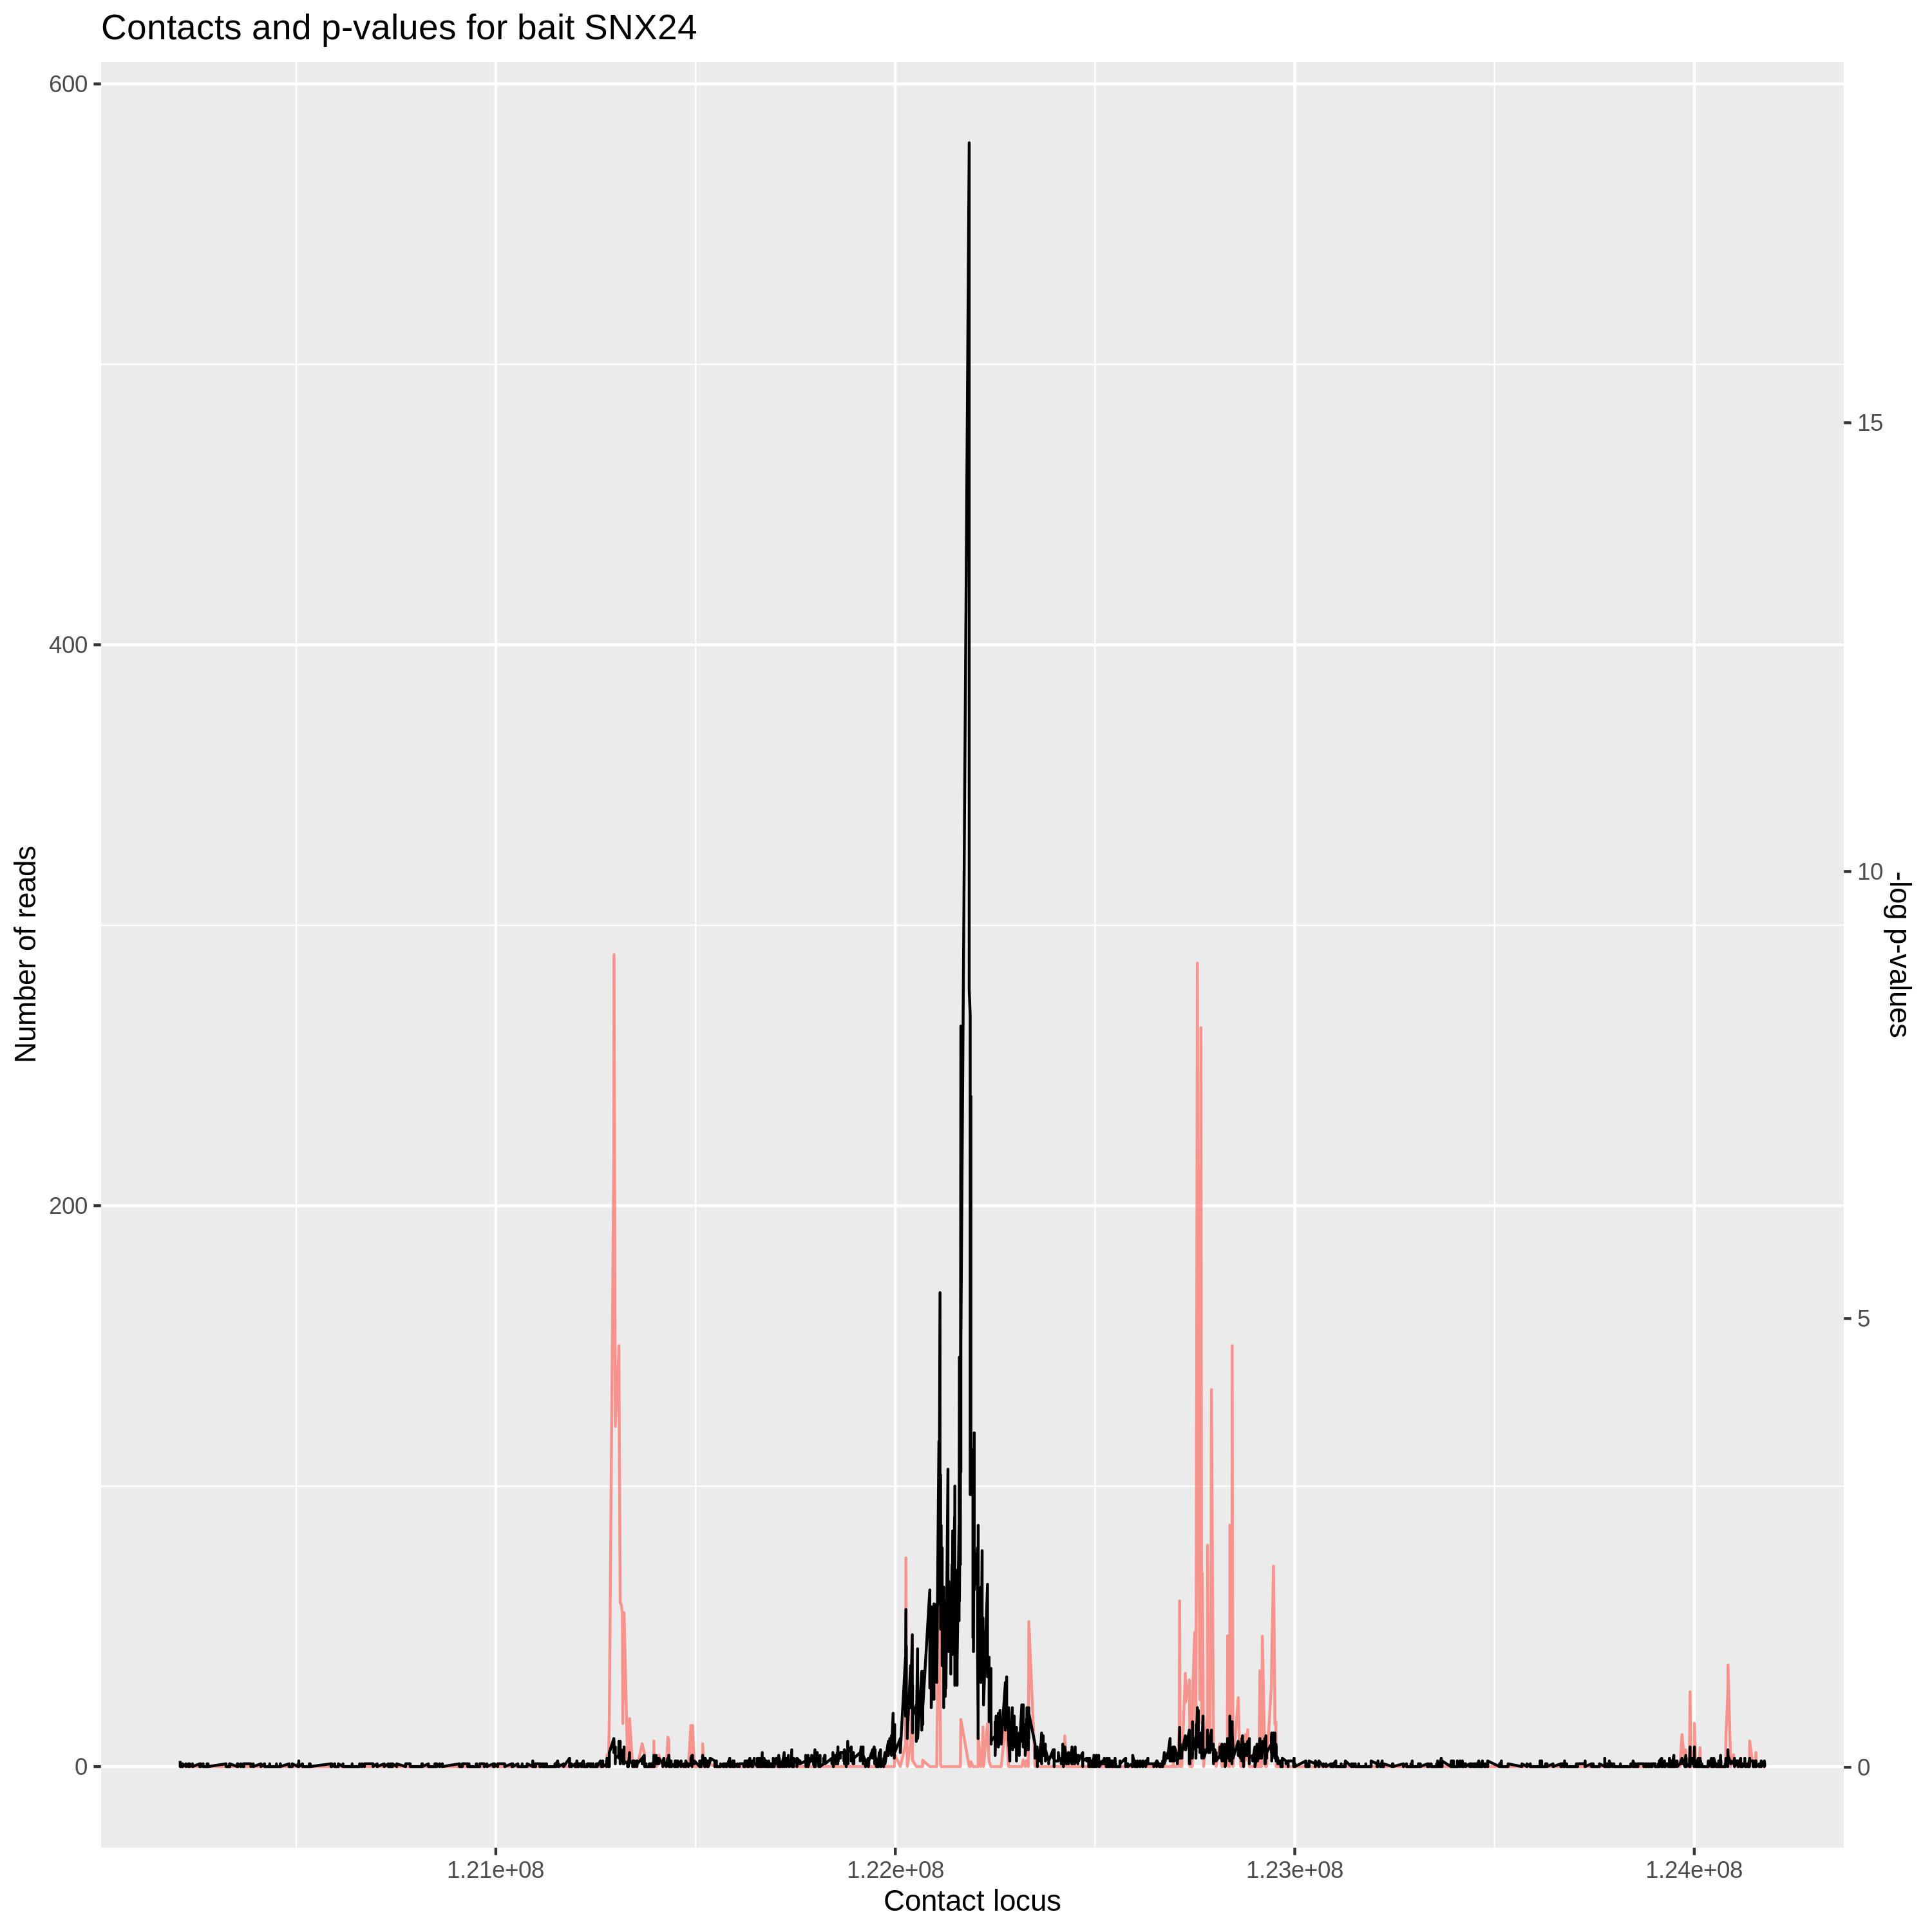 Contacts and p-values for bait SNX24
600
400
200
0
Number of reads
15
10
5
0
-log p-values
1.21e+08
1.22e+08
1.23e+08
1.24e+08
Contact locus